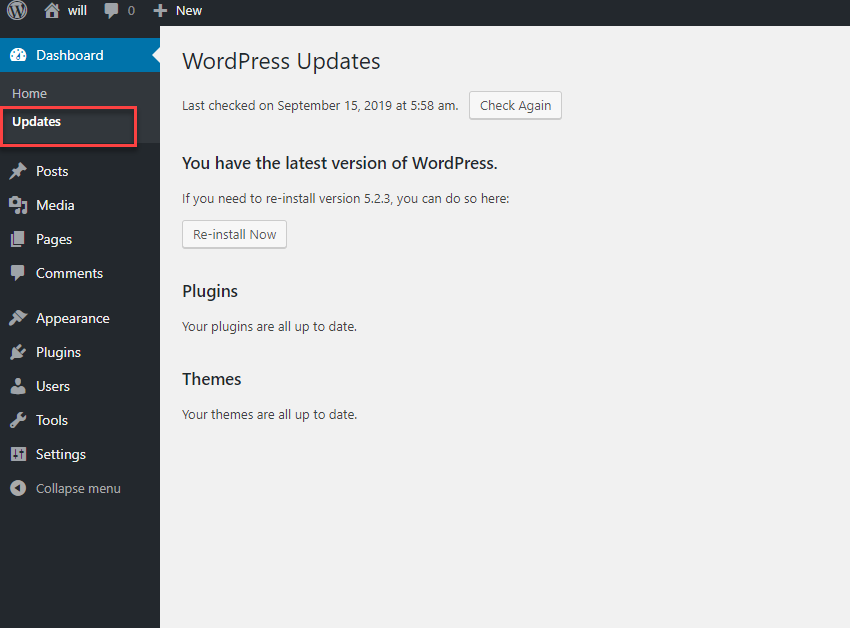 will 0 New
Dashboard
Home
Updates
Posts
Media
Pages
Comments
Appearance
Plugins
Users
Tools
Settings
Collapse menu
WordPress Updates
Last checked on September 15, 2019 at 5:58 am. Check Again
You have the latest version of WordPress.
If you need to re-install version 5.2.3, you can do so here:
Re-install Now
Plugins
Your plugins are all up to date.
Themes
Your themes are all up to date.